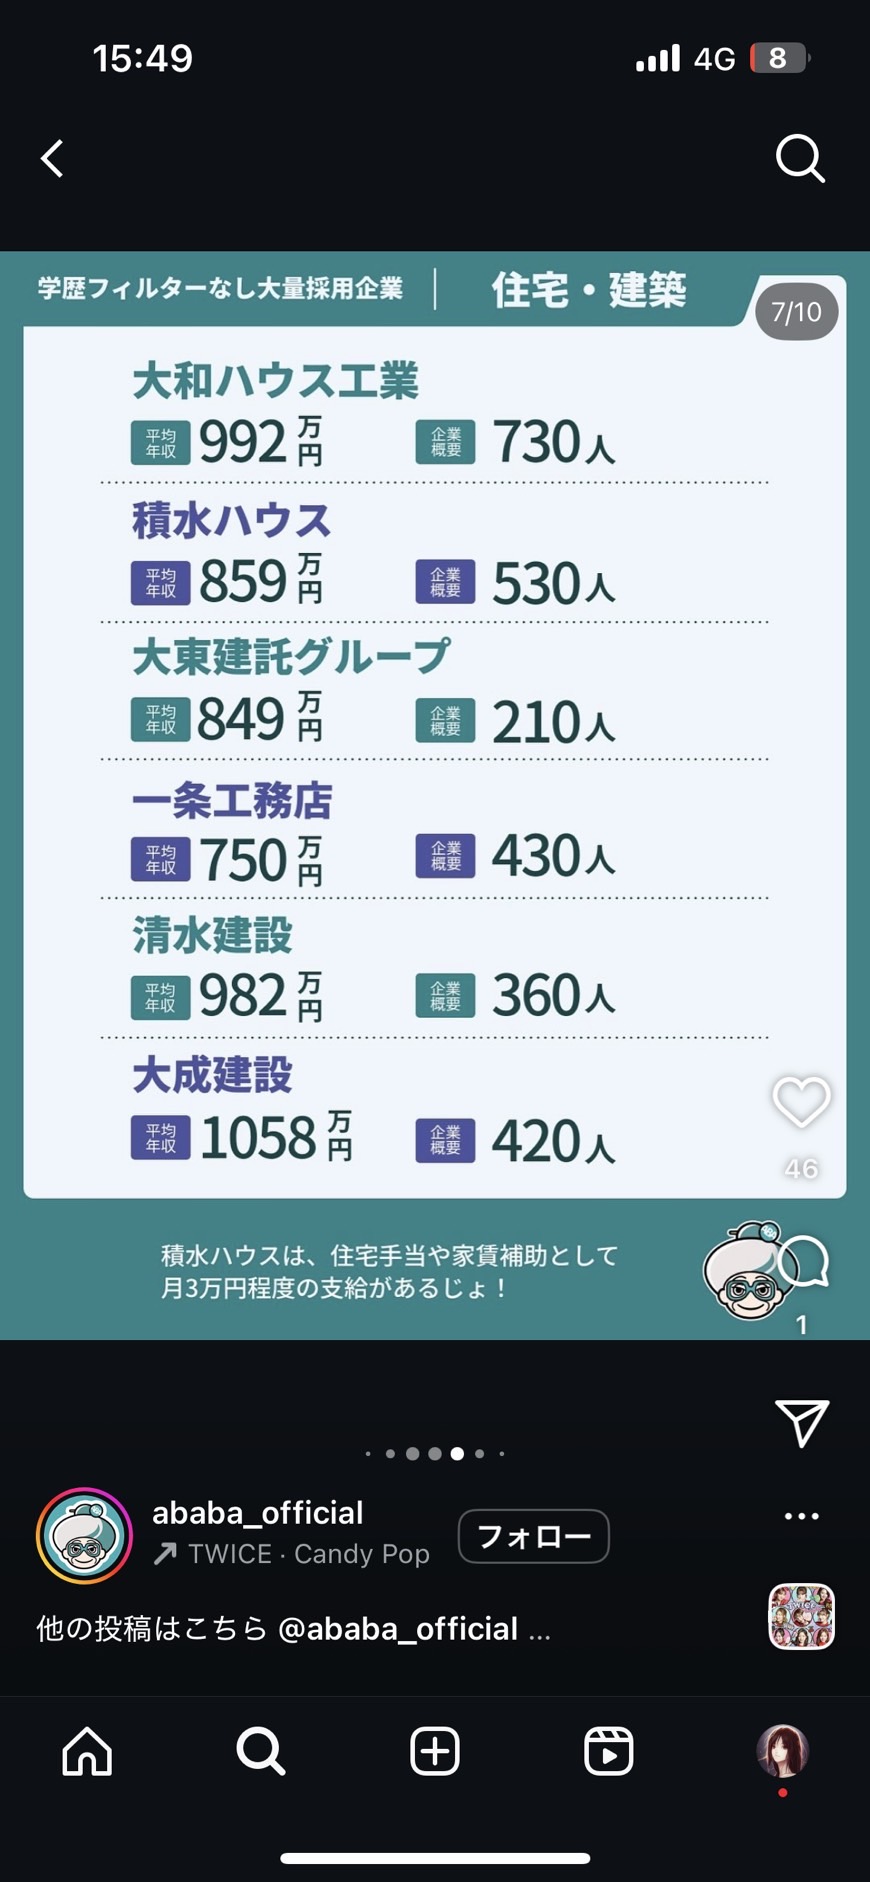 15:49
4G 8
学歴フィルターなし大量採用企業
住宅・建築
7/10
大和ハウス工業
平均年収 992万円 企業概要 730人
積水ハウス
平均年収 859万円 企業概要 530人
大東建託グループ
平均年収 849万円 企業概要 210人
一条工務店
平均年収 750万円 企業概要 430人
清水建設
平均年収 982万円 企業概要 360人
大成建設
平均年収 1058万円 企業概要 420人
46
積水ハウスは、住宅手当や家賃補助として
月3万円程度の支給があるじょ！
1
ababa_official
TWICE · Candy Pop
フォロー
他の投稿はこちら @ababa_official ...